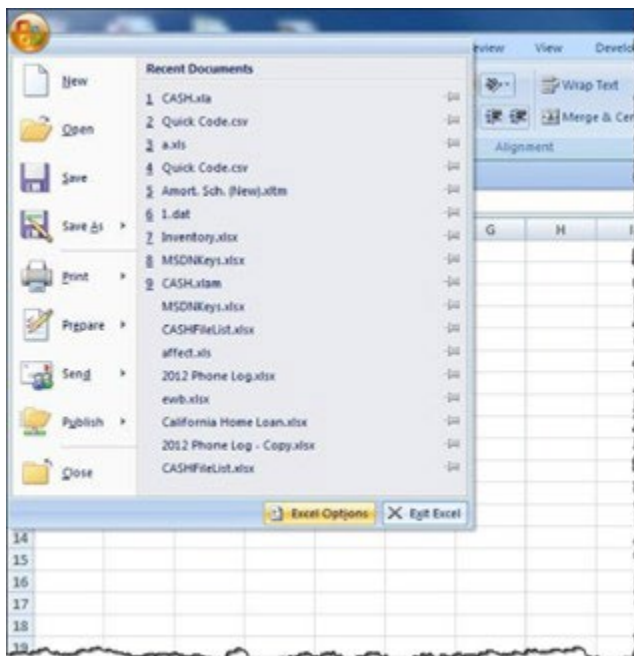 eview View Develo
New
Open
Save
Save As
Print
Prepare
Send
Publish
Close
Recent Documents
1 CASH.xla
2 Quick Code.csv
3 a.xls
4 Quick Code.csv
5 Amort. Sch. (New).xltm
6 1.dat
7 Inventory.xlsx
8 MSDNKeys.xlsx
9 CASH.xlam
MSDNKeys.xlsx
CASHFileList.xlsx
affect.xls
2012 Phone Log.xlsx
ewb.xlsx
California Home Loan.xlsx
2012 Phone Log - Copy.xlsx
CASHFileList.xlsx
Excel Options
Exit Excel
Wrap Text
Merge & Cen
Alignment
G H I
14
15
16
17
18
19